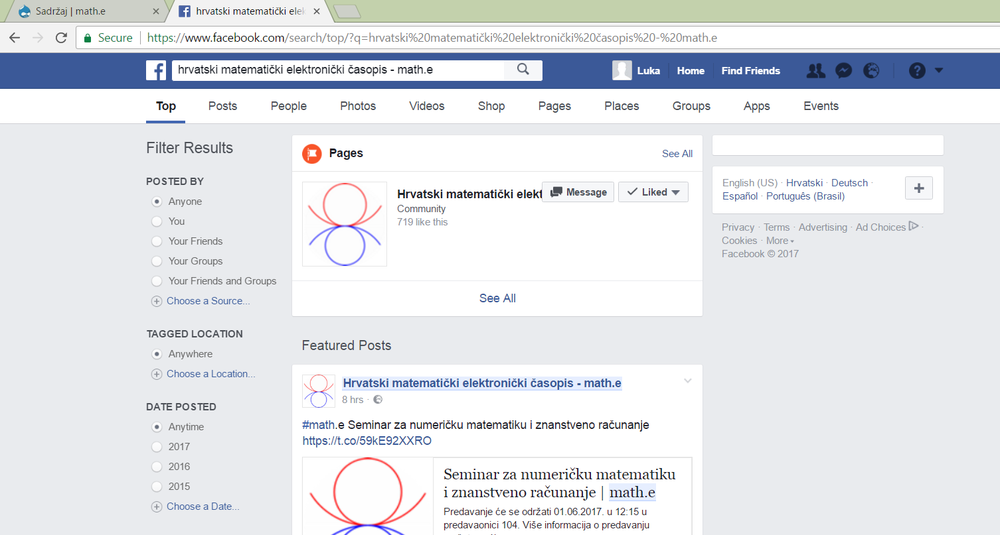 Sadržaj | math.e
hrvatski matematički elek
Secure
https://www.facebook.com/search/top/?q=hrvatski%20matematički%20elektronički%20časopis%20-%20math.e
hrvatski matematički elektronički časopis - math.e
Luka
Home
Find Friends
Top
Posts
People
Photos
Videos
Shop
Pages
Places
Groups
Apps
Events
Filter Results
POSTED BY
Anyone
You
Your Friends
Your Groups
Your Friends and Groups
Choose a Source...
TAGGED LOCATION
Anywhere
Choose a Location...
DATE POSTED
Anytime
2017
2016
2015
Choose a Date...
Pages
See All
Hrvatski matematički elekt
Message
Liked
Community
719 like this
See All
Featured Posts
Hrvatski matematički elektronički časopis - math.e
8 hrs ·
#math.e Seminar za numeričku matematiku i znanstveno računanje
https://t.co/59kE92XXRO
Seminar za numeričku matematiku
i znanstveno računanje | math.e
Predavanje će se održati 01.06.2017. u 12:15 u
predavaonici 104. Više informacija o predavanju
English (US) · Hrvatski · Deutsch ·
Español · Português (Brasil)
Privacy · Terms · Advertising · Ad Choices ·
Cookies · More
Facebook © 2017